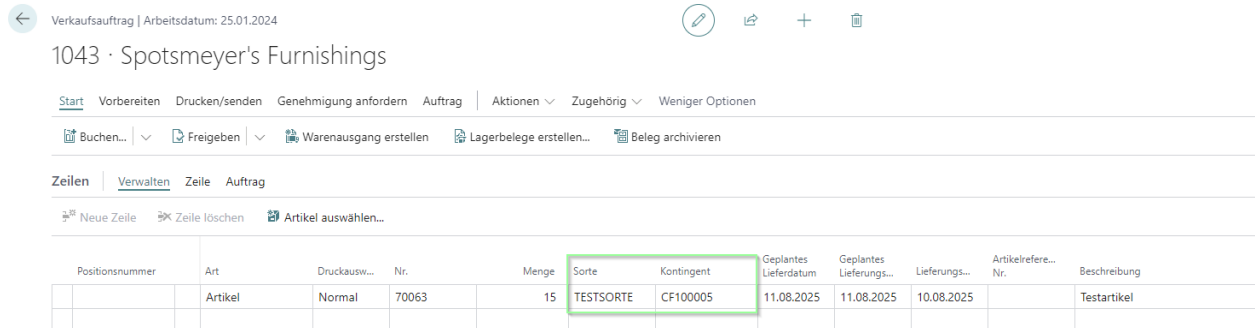 Verkaufsauftrag | Arbeitsdatum: 25.01.2024
1043 · Spotsmeyer's Furnishings
Start Vorbereiten Drucken/senden Genehmigung anfordern Auftrag Aktionen Zugehörig Weniger Optionen
Buchen... Freigeben Warenausgang erstellen Lagerbelege erstellen... Beleg archivieren
Zeilen Verwalten Zeile Auftrag
Neue Zeile Zeile löschen Artikel auswählen...
Positionsnummer Art Druckausw... Nr. Menge Sorte Kontingent Geplantes Lieferdatum Geplantes Lieferungs... Lieferungs... Artikelrefere... Nr. Beschreibung
Artikel Normal 70063 15 TESTSORTE CF100005 11.08.2025 11.08.2025 10.08.2025 Testartikel